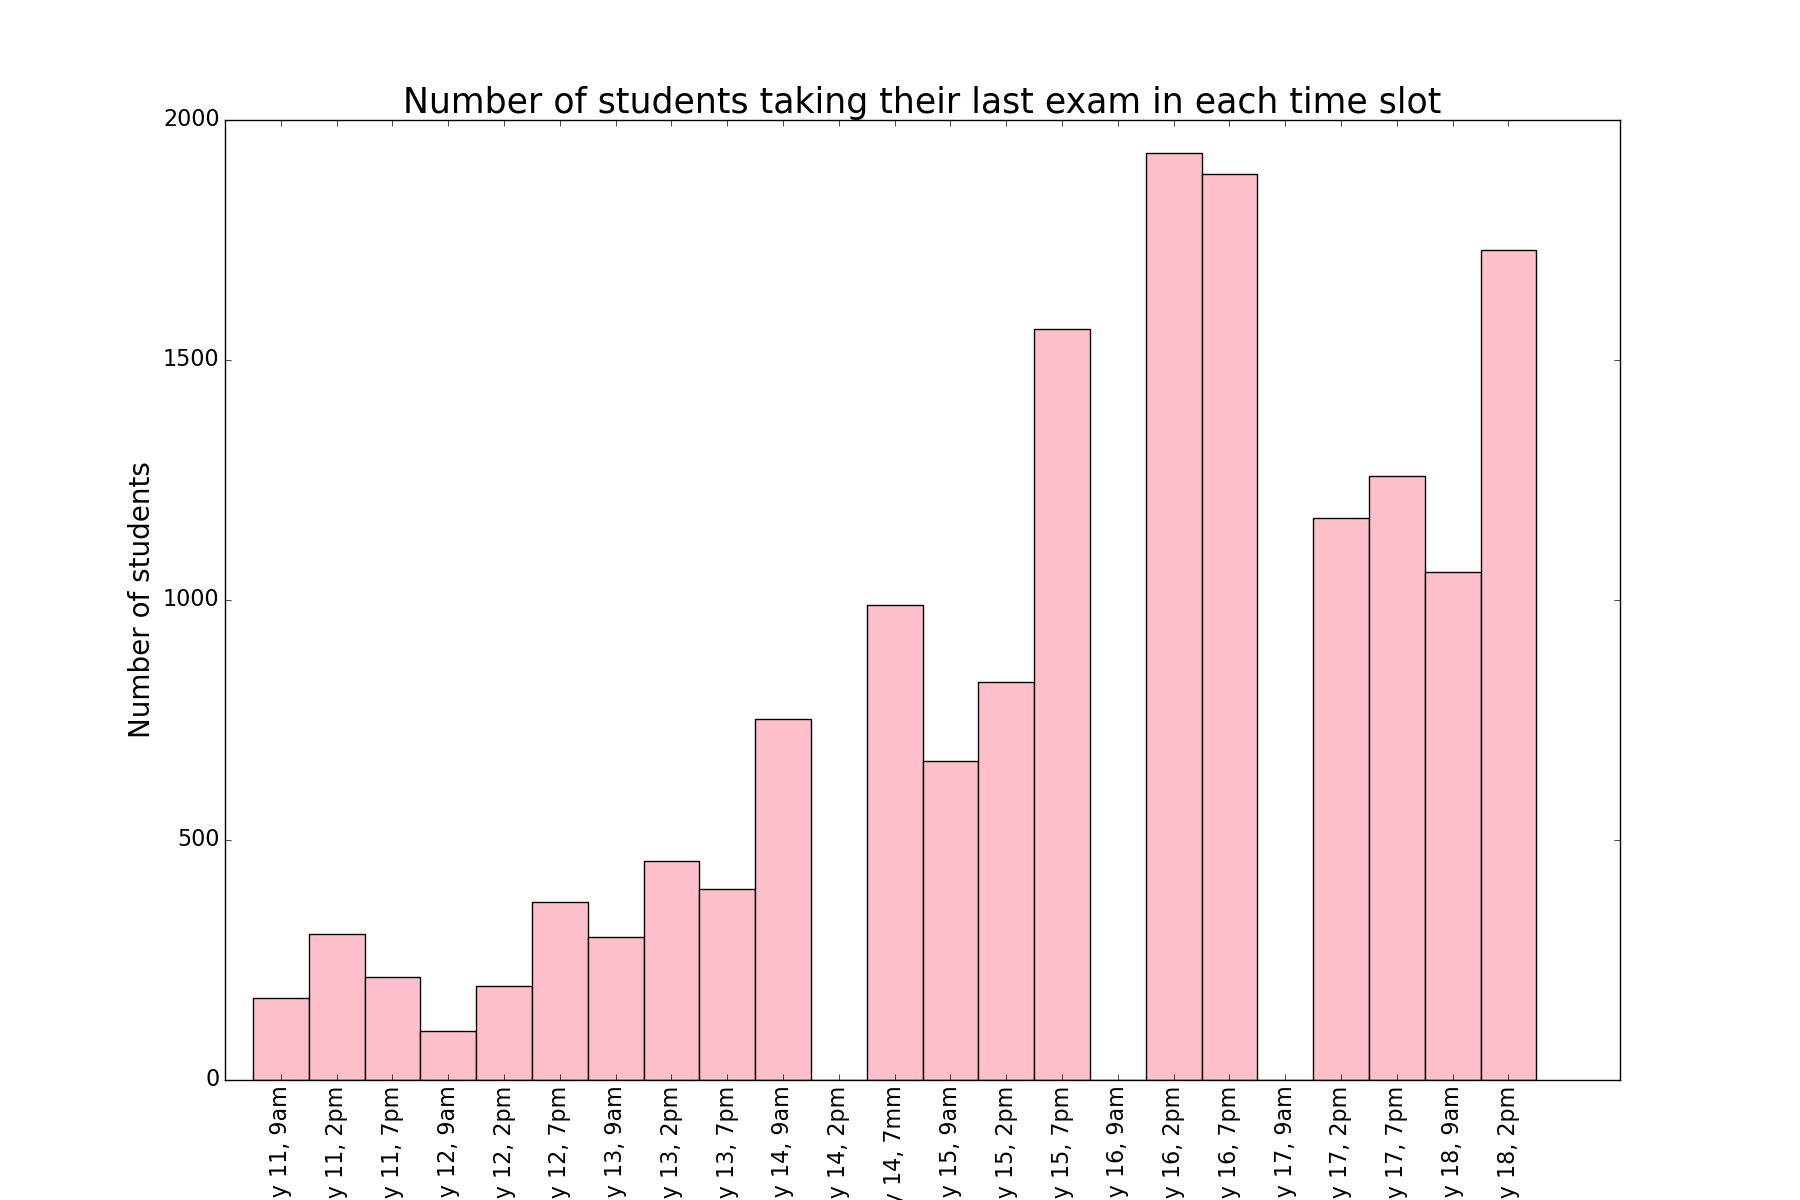 Number of students taking their last exam in each time slot
Number of students
2000
1500
1000
500
0
y 11, 9am
y 11, 2pm
y 11, 7pm
y 12, 9am
y 12, 2pm
y 12, 7pm
y 13, 9am
y 13, 2pm
y 13, 7pm
y 14, 9am
y 14, 2pm
y 14, 7mm
y 15, 9am
y 15, 2pm
y 15, 7pm
y 16, 9am
y 16, 2pm
y 16, 7pm
y 17, 9am
y 17, 2pm
y 17, 7pm
y 18, 9am
y 18, 2pm